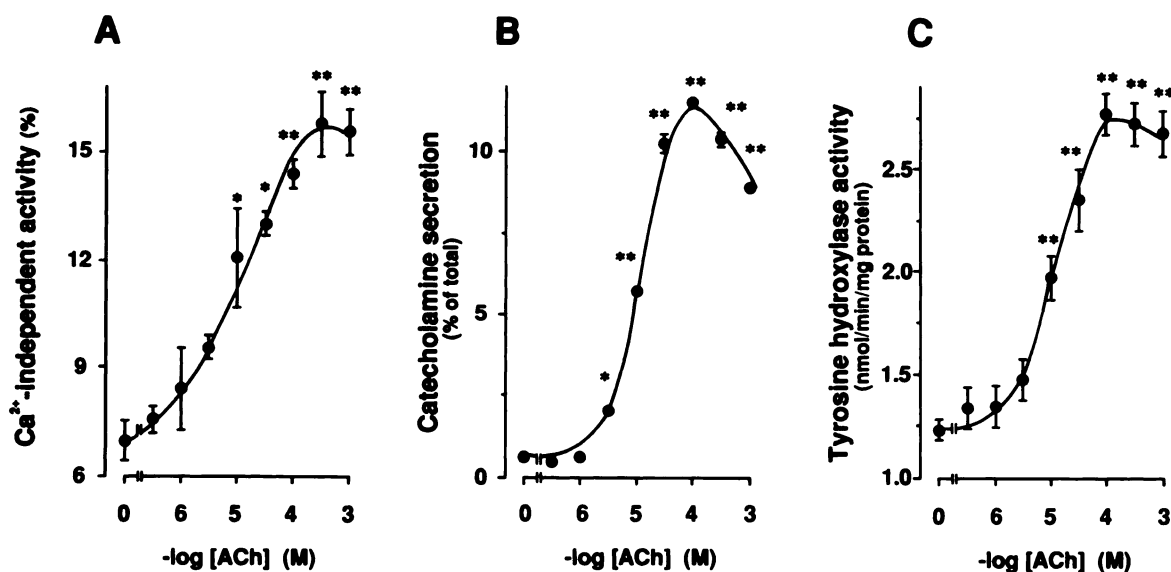 A
Ca²⁺-independent activity (%)
15
12
9
6
0 6 5 4 3
-log [ACh] (M)
* * ** ** **
B
Catecholamine secretion
(% of total)
10
5
0
0 6 5 4 3
-log [ACh] (M)
* ** ** ** ** **
C
Tyrosine hydroxylase activity
(nmol/min/mg protein)
2.5
2.0
1.5
1.0
0 6 5 4 3
-log [ACh] (M)
** ** ** ** **